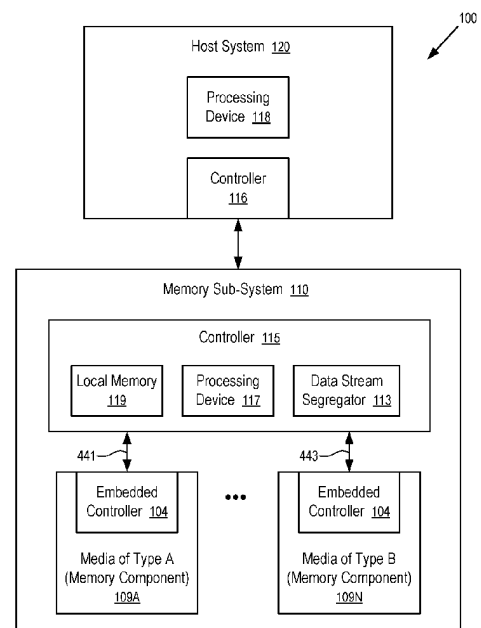 100
Host System 120
Processing
Device 118
Controller
116
Memory Sub-System 110
Controller 115
Local Memory
119
Processing
Device 117
Data Stream
Segregator 113
441
443
Embedded
Controller 104
Media of Type A
(Memory Component)
109A
•••
Embedded
Controller 104
Media of Type B
(Memory Component)
109N